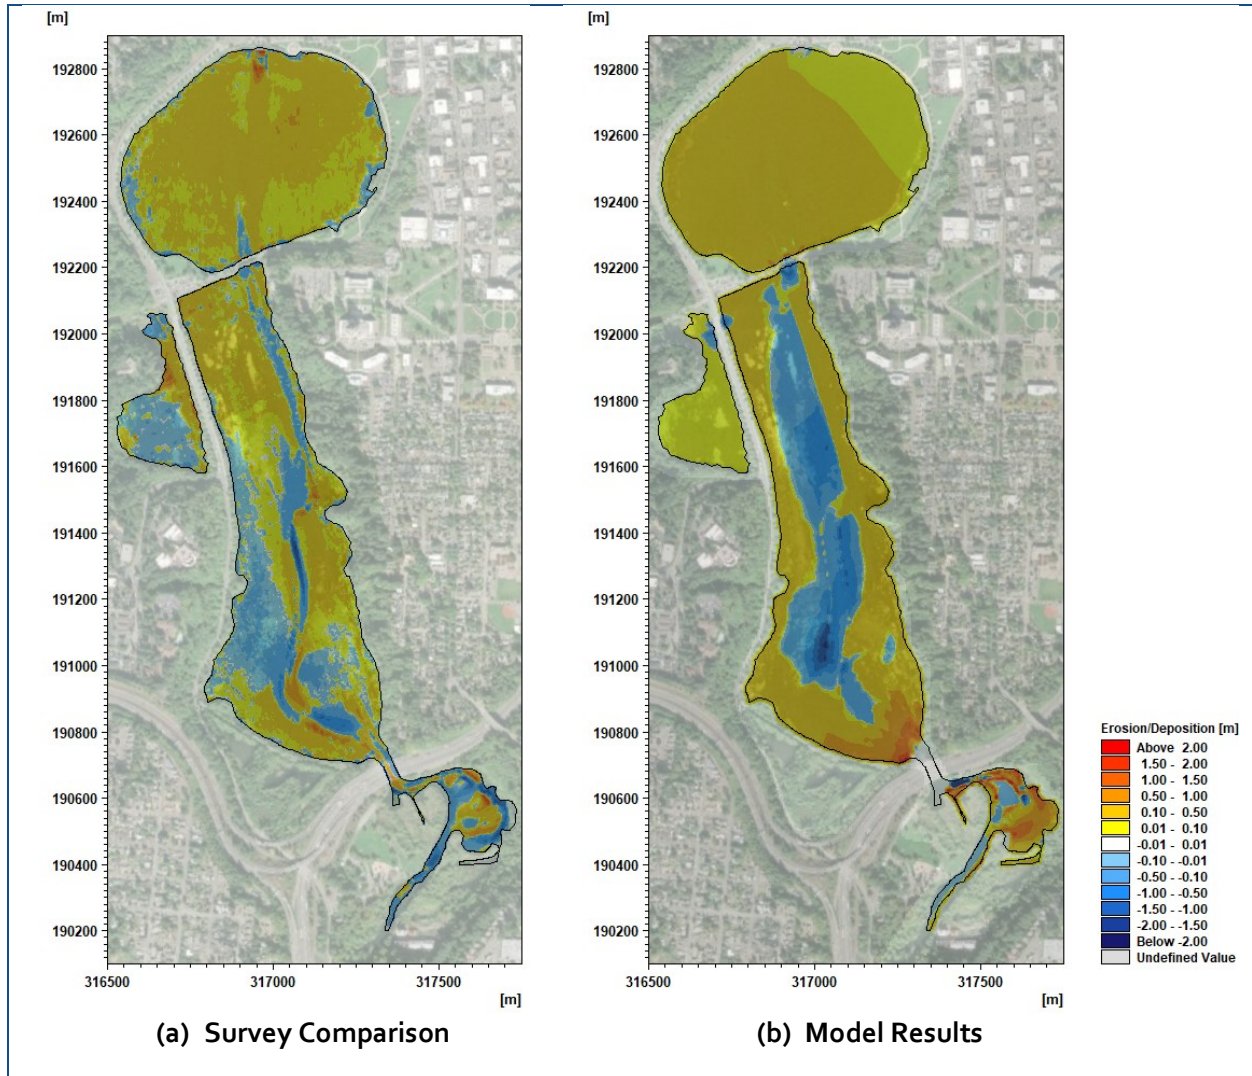 [m]
192800
192600
192400
192200
192000
191800
191600
191400
191200
191000
190800
190600
190400
190200
316500 317000 317500
[m]
(a) Survey Comparison
[m]
192800
192600
192400
192200
192000
191800
191600
191400
191200
191000
190800
190600
190400
190200
316500 317000 317500
[m]
(b) Model Results
Erosion/Deposition [m]
Above 2.00
1.50 - 2.00
1.00 - 1.50
0.50 - 1.00
0.10 - 0.50
0.01 - 0.10
-0.01 - 0.01
-0.10 - -0.01
-0.50 - -0.10
-1.00 - -0.50
-1.50 - -1.00
-2.00 - -1.50
Below -2.00
Undefined Value